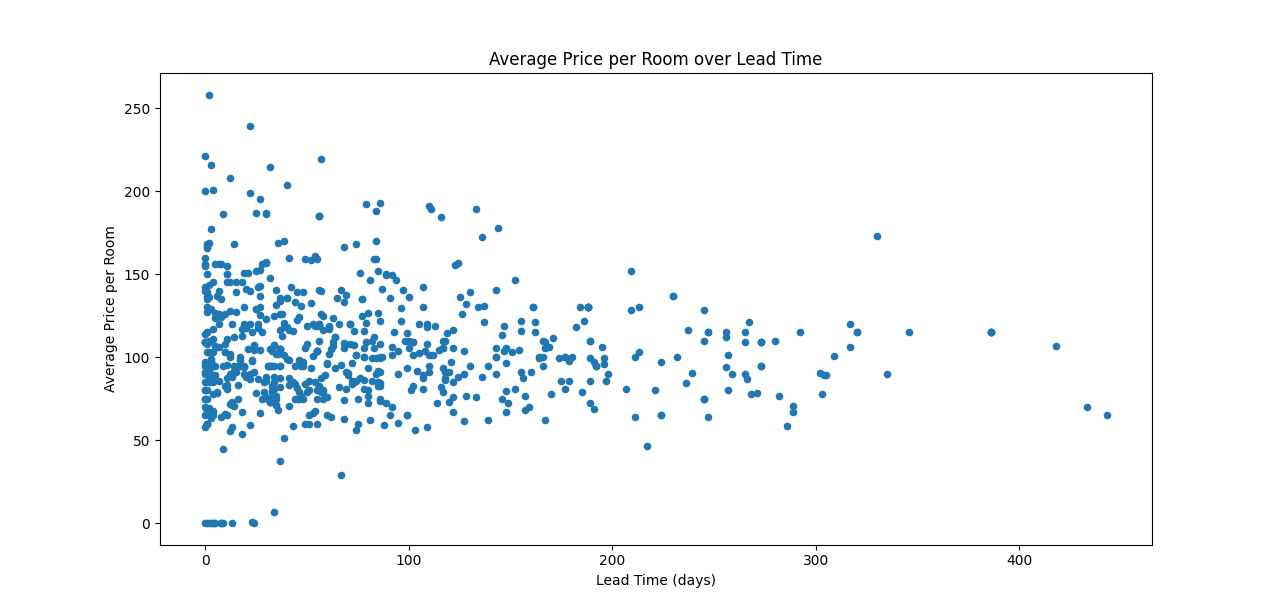 Average Price per Room over Lead Time
250
200
150
100
50
0
Average Price per Room
0 100 200 300 400
Lead Time (days)